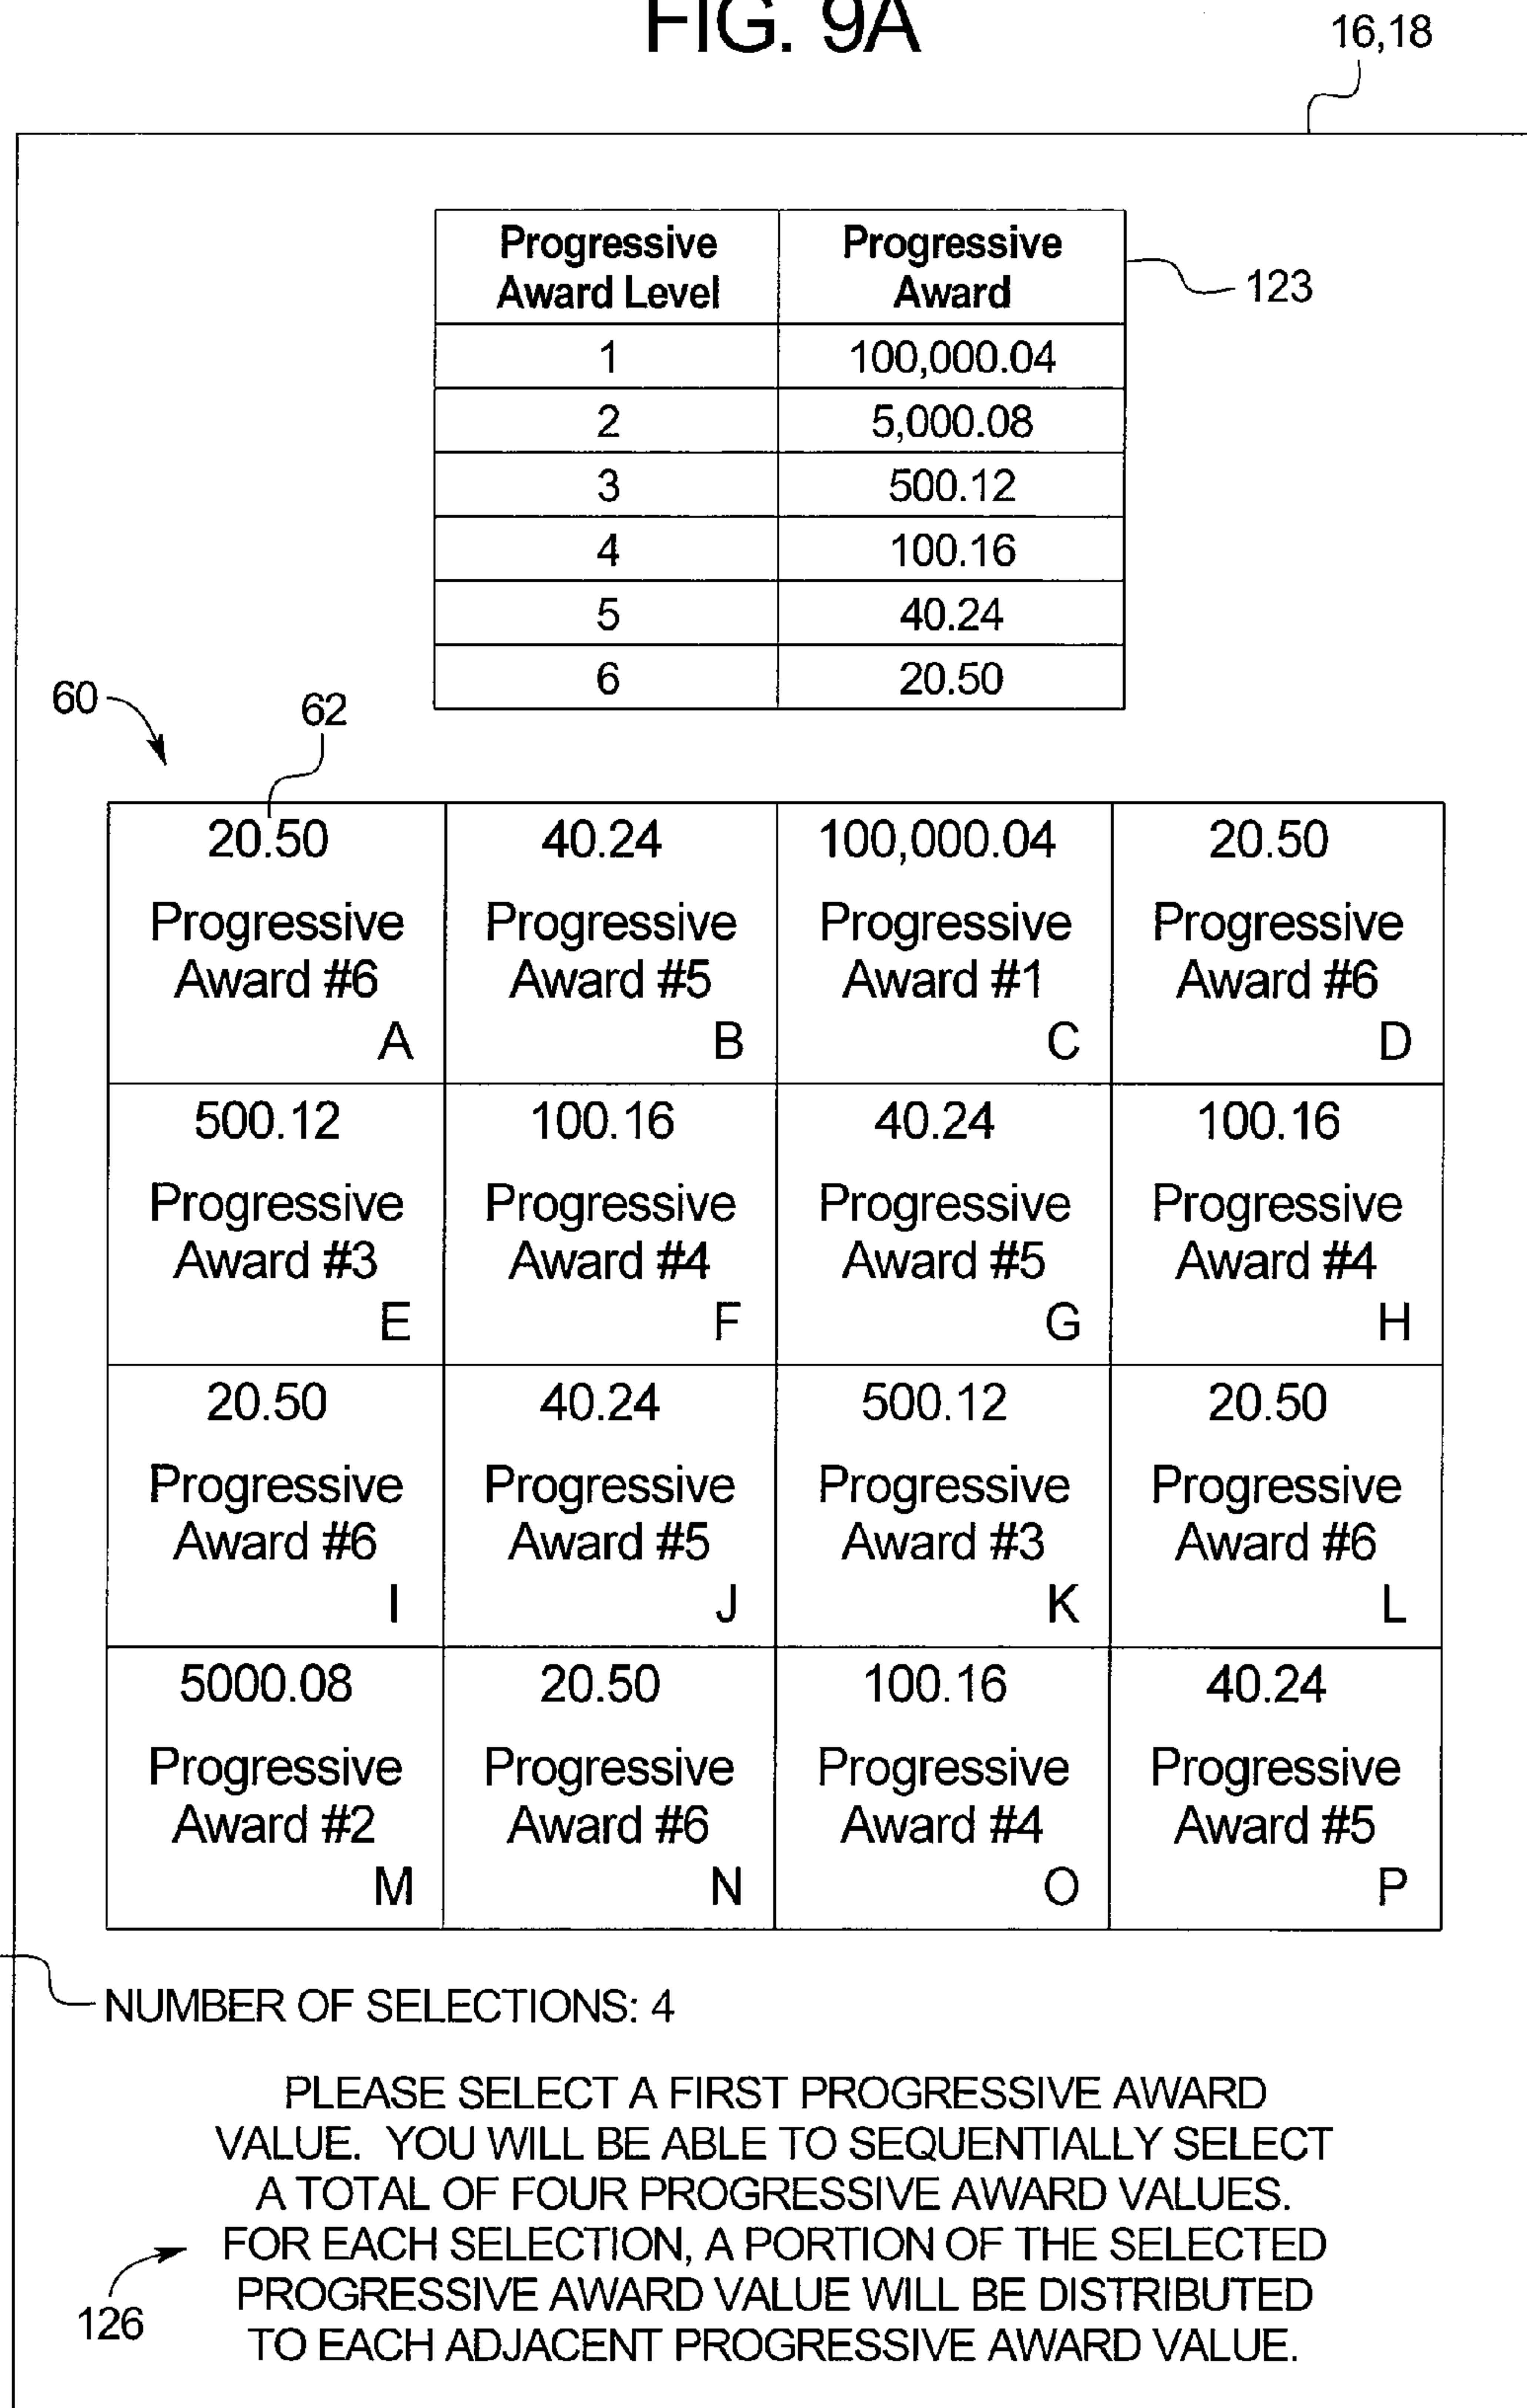 FIG. 9A
16,18
Progressive Award Level Progressive Award
123
1 100,000.04
2 5,000.08
3 500.12
4 100.16
5 40.24
6 20.50
60
62
20.50 40.24 100,000.04 20.50
Progressive Progressive Progressive Progressive
Award #6 Award #5 Award #1 Award #6
A B C D
500.12 100.16 40.24 100.16
Progressive Progressive Progressive Progressive
Award #3 Award #4 Award #5 Award #4
E F G H
20.50 40.24 500.12 20.50
Progressive Progressive Progressive Progressive
Award #6 Award #5 Award #3 Award #6
I J K L
5000.08 20.50 100.16 40.24
Progressive Progressive Progressive Progressive
Award #2 Award #6 Award #4 Award #5
M N O P
NUMBER OF SELECTIONS: 4
PLEASE SELECT A FIRST PROGRESSIVE AWARD
VALUE. YOU WILL BE ABLE TO SEQUENTIALLY SELECT
A TOTAL OF FOUR PROGRESSIVE AWARD VALUES.
FOR EACH SELECTION, A PORTION OF THE SELECTED
PROGRESSIVE AWARD VALUE WILL BE DISTRIBUTED
TO EACH ADJACENT PROGRESSIVE AWARD VALUE.
126